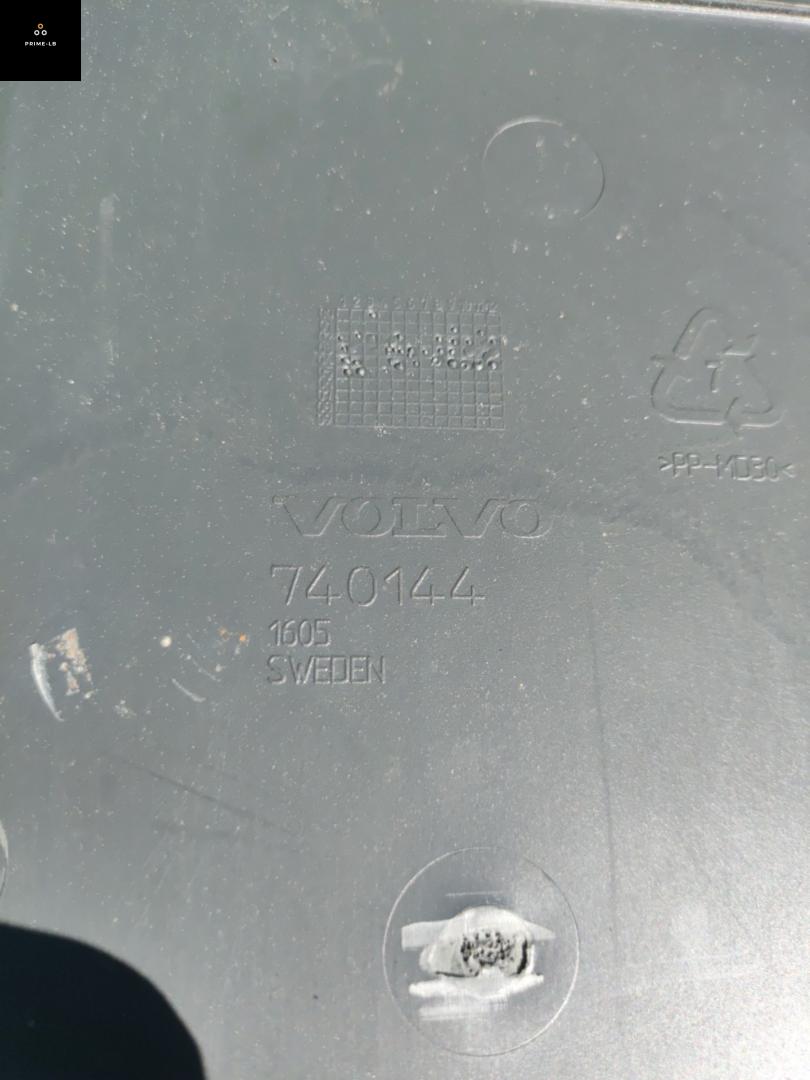 PRIME-LB
>PP-MD30<
VOLVO
740144
1605
SWEDEN